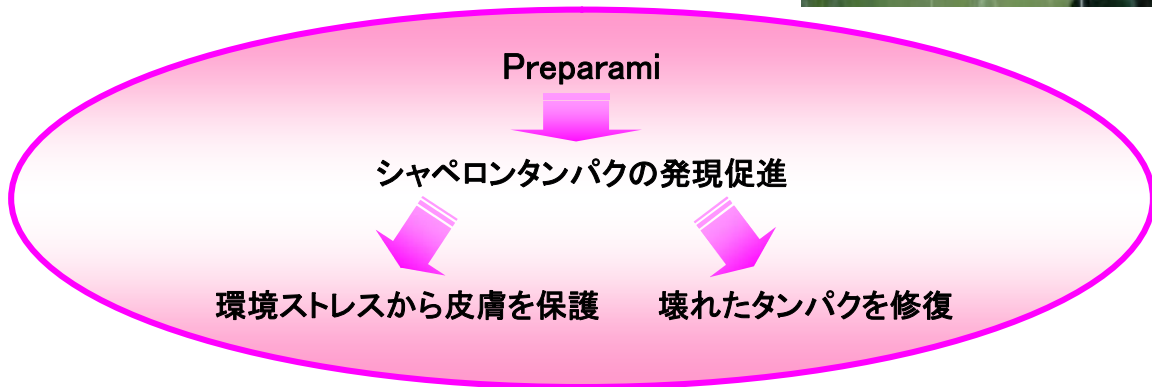 Preparami
シャペロンタンパクの発現促進
環境ストレスから皮膚を保護 壊れたタンパクを修復